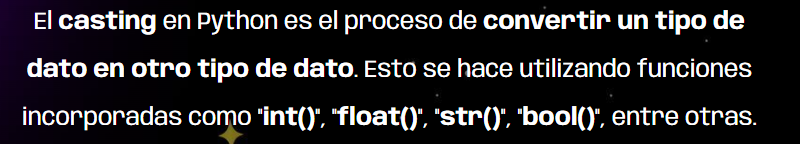 El casting en Python es el proceso de convertir un tipo de
dato en otro tipo de dato. Esto se hace utilizando funciones
incorporadas como "int()", "float()", "str()", "bool()", entre otras.